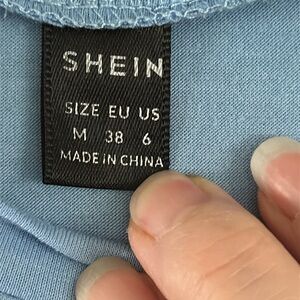 SHEIN
SIZE EU US
M 38 6
MADE IN CHINA